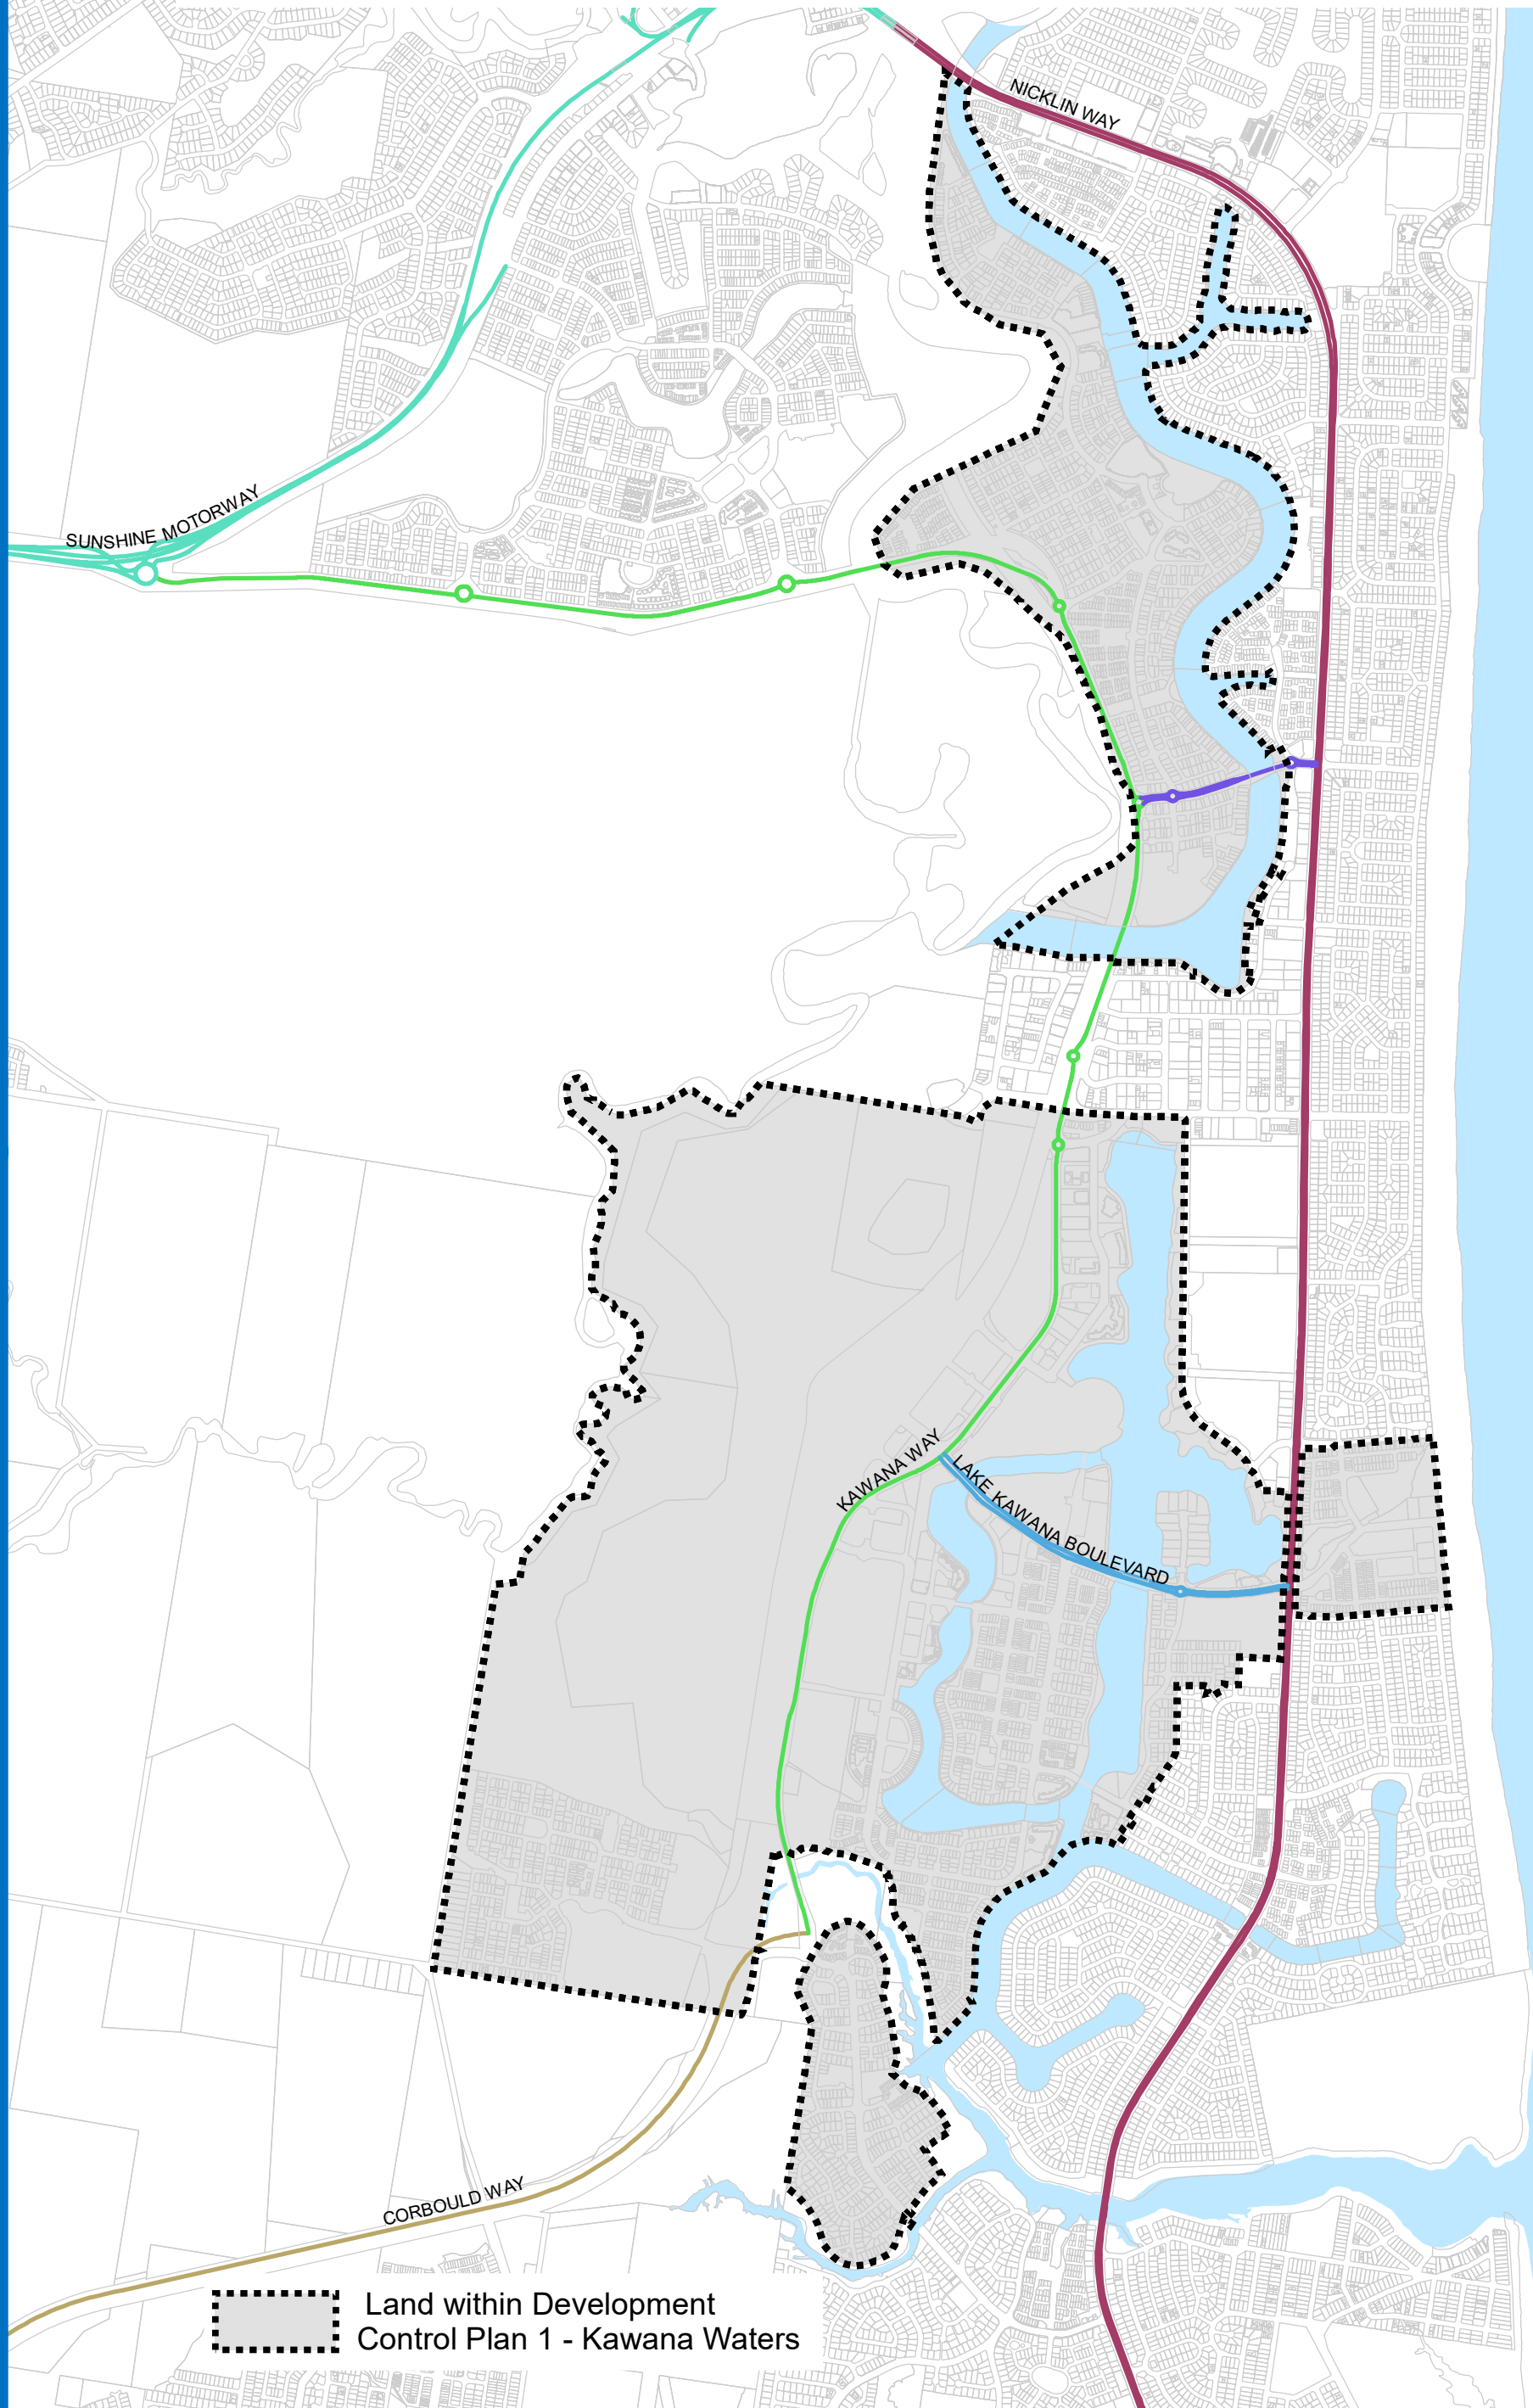 NICKLIN WAY
SUNSHINE MOTORWAY
KAWANA WAY
LAKE KAWANA BOULEVARD
CORBOULD WAY
Land within Development
Control Plan 1 - Kawana Waters